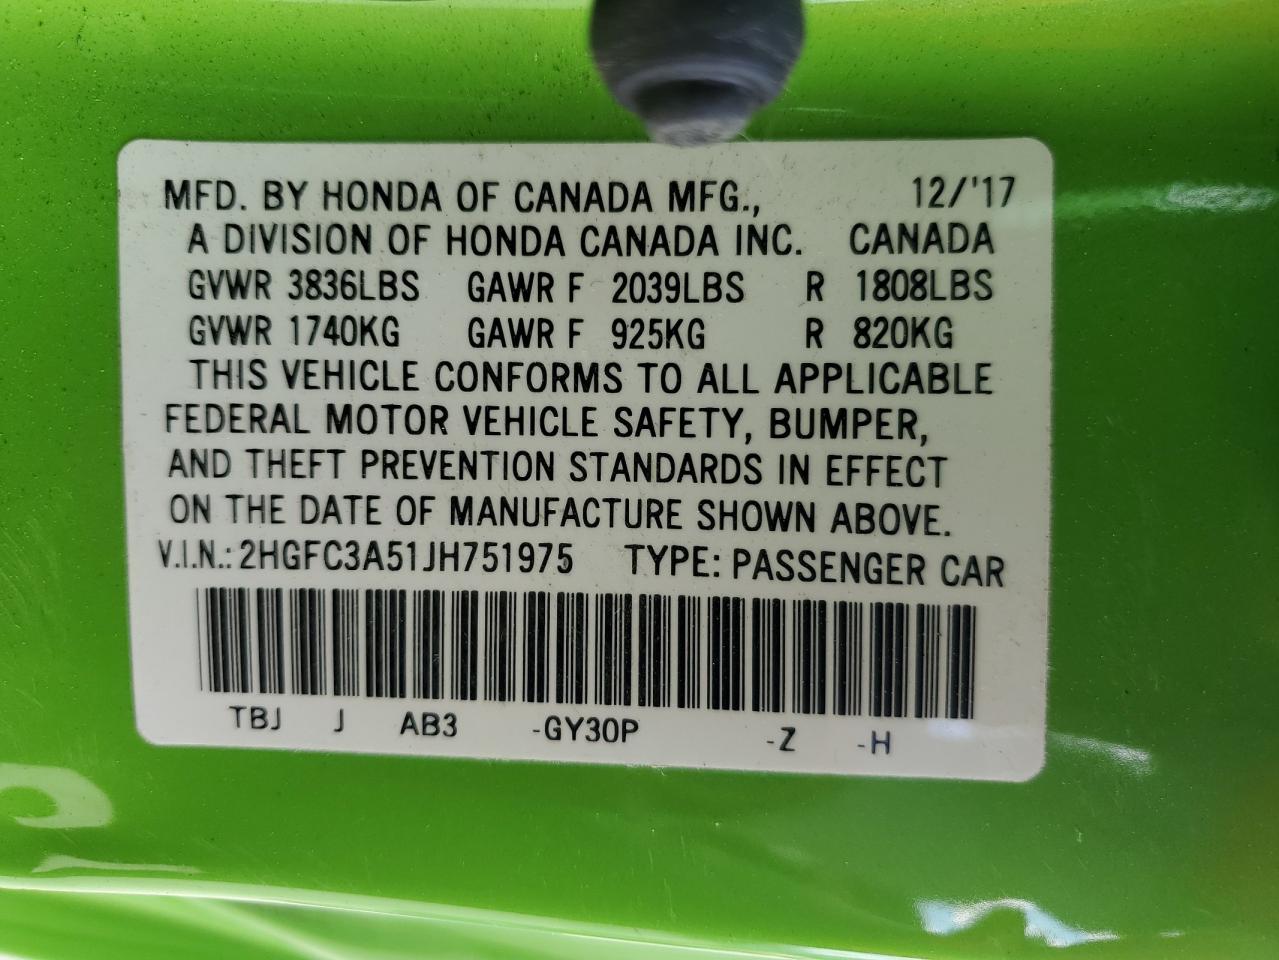 MFD. BY HONDA OF CANADA MFG., 12/'17
A DIVISION OF HONDA CANADA INC. CANADA
GVWR 3836LBS GAWR F 2039LBS R 1808LBS
GVWR 1740KG GAWR F 925KG R 820KG
THIS VEHICLE CONFORMS TO ALL APPLICABLE
FEDERAL MOTOR VEHICLE SAFETY, BUMPER,
AND THEFT PREVENTION STANDARDS IN EFFECT
ON THE DATE OF MANUFACTURE SHOWN ABOVE.
V.I.N.: 2HGFC3A51JH751975 TYPE: PASSENGER CAR
TBJ J AB3 -GY30P -Z -H